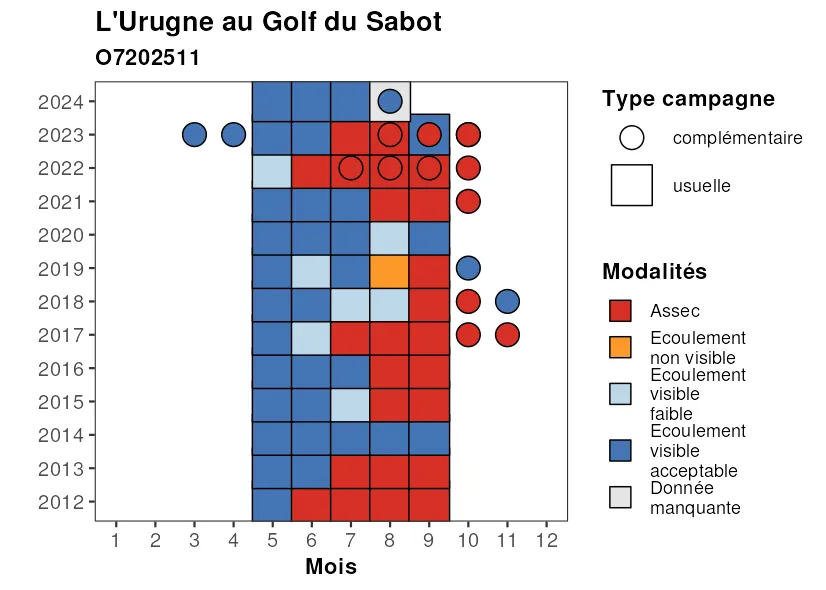 L'Urugne au Golf du Sabot
O7202511
2024
2023
2022
2021
2020
2019
2018
2017
2016
2015
2014
2013
2012
1 2 3 4 5 6 7 8 9 10 11 12
Mois
Type campagne
complémentaire
usuelle
Modalités
Assec
Ecoulement
non visible
Ecoulement
visible
faible
Ecoulement
visible
acceptable
Donnée
manquante